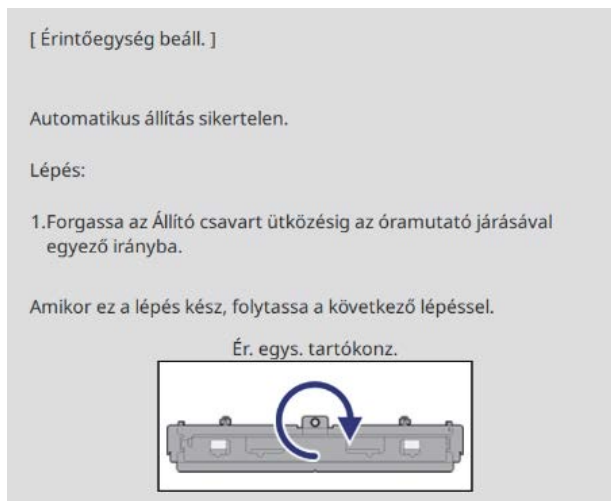 [ Érintőegység beáll. ]
Automatikus állítás sikertelen.
Lépés:
1.Forgassa az Állító csavart ütközésig az óramutató járásával
egyező irányba.
Amikor ez a lépés kész, folytassa a következő lépéssel.
Ér. egys. tartókonz.